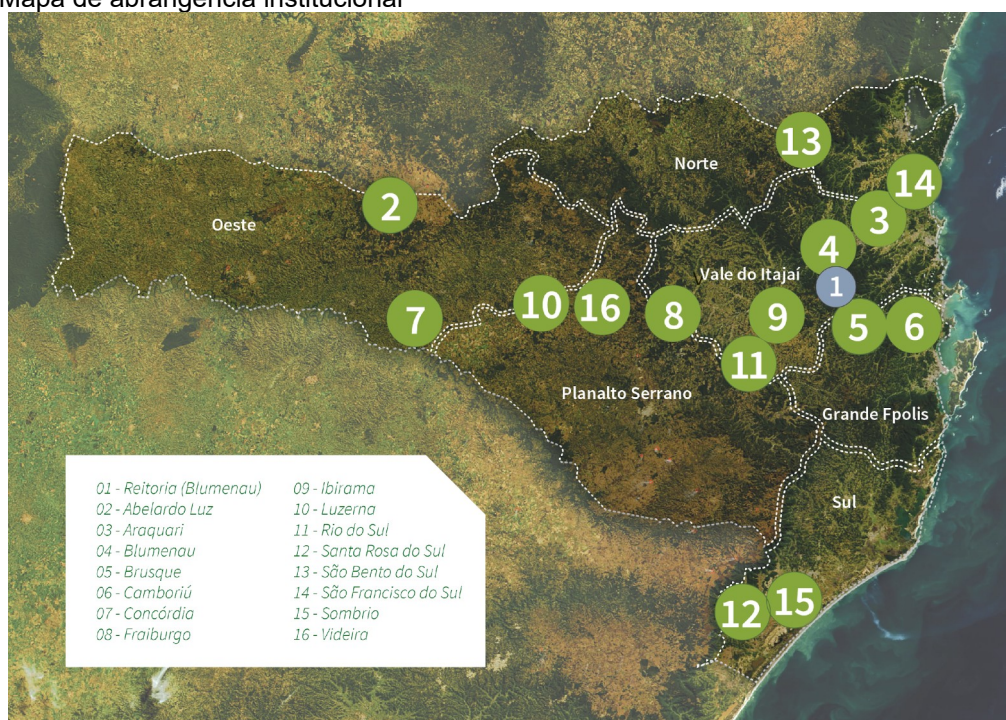 Mapa de abrangência institucional
13
Norte
14
2
3
Oeste
4
Vale do Itajaí
1
10
16
8
9
7
5
6
11
Planalto Serrano
Grande Fpolis
Sul
12
15
01 - Reitoria (Blumenau)
02 - Abelardo Luz
03 - Araquari
04 - Blumenau
05 - Brusque
06 - Camboriú
07 - Concórdia
08 - Fraiburgo
09 - Ibirama
10 - Luzerna
11 - Rio do Sul
12 - Santa Rosa do Sul
13 - São Bento do Sul
14 - São Francisco do Sul
15 - Sombrio
16 - Videira